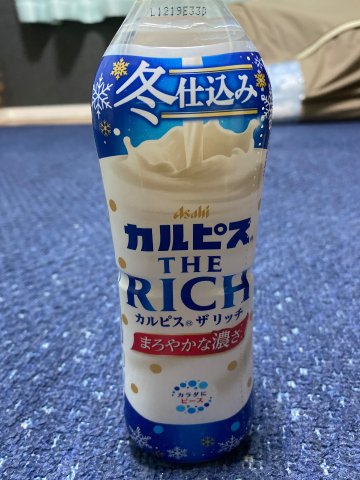 L1219E33B
冬仕込み
Asahi
カルピス®
THE
RICH
カルピス® ザ リッチ
まろやかな濃さ
カラダに
ピース